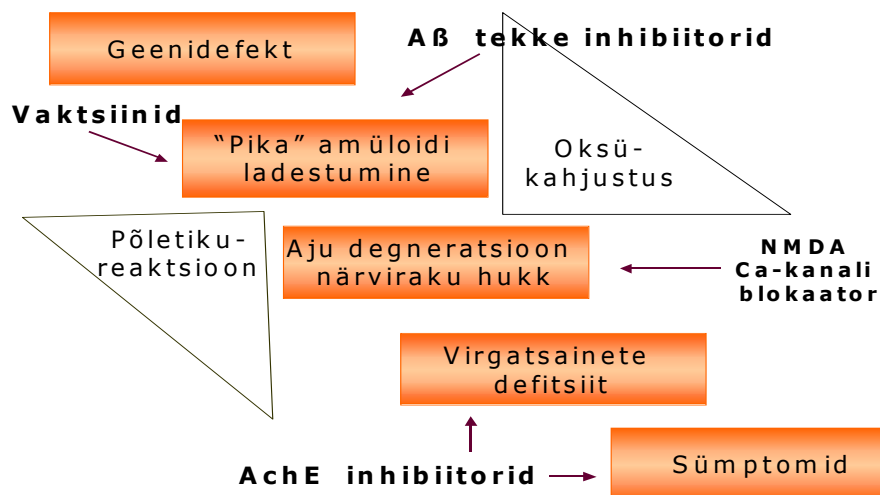 Geenidefekt
Aß tekke inhibiitorid
Vaktsiinid
“Pika” amüloidi
ladestumine
Oksü-
kahjustus
Põletiku-
reaktsioon
Aju degneratsioon
närviraku hukk
NMDA
Ca-kanali
blokaator
Virgatsainete
defitsiit
AchE inhibiitorid
Sümptomid